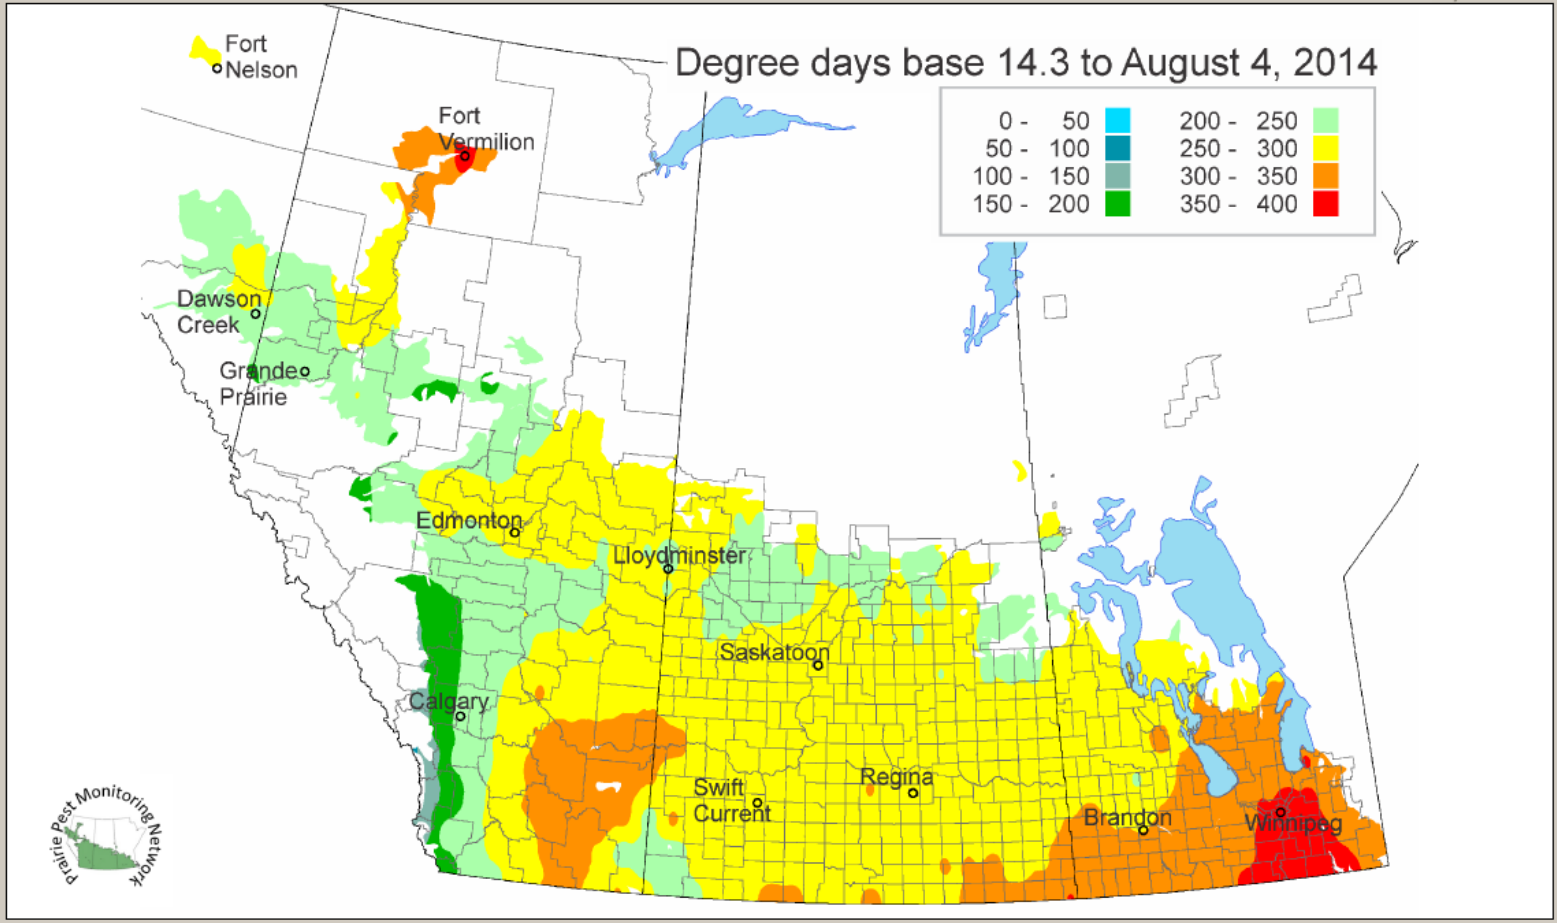 Degree days base 14.3 to August 4, 2014
0 - 50
50 - 100
100 - 150
150 - 200
200 - 250
250 - 300
300 - 350
350 - 400
Fort
Nelson
Fort
Vermilion
Dawson
Creek
Grande
Prairie
Edmonton
Lloydminster
Saskatoon
Calgary
Swift
Current
Regina
Brandon
Winnipeg
Prairie Pest Monitoring Network